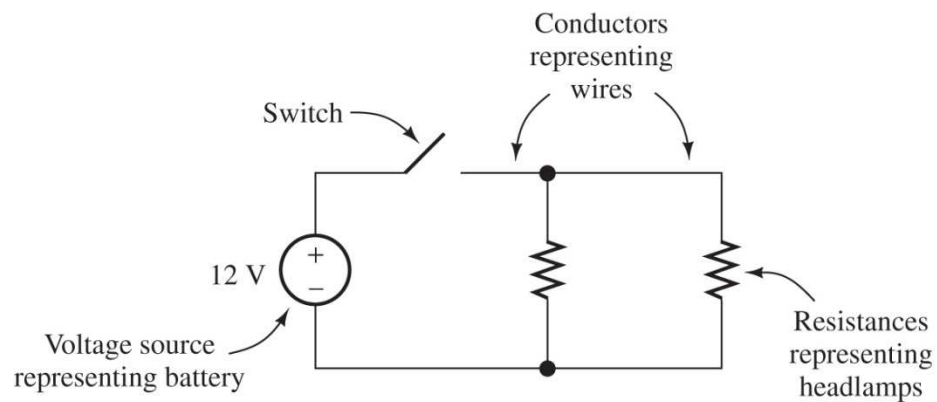 Conductors
representing
wires
Switch
+
12 V
−
Voltage source
representing battery
Resistances
representing
headlamps